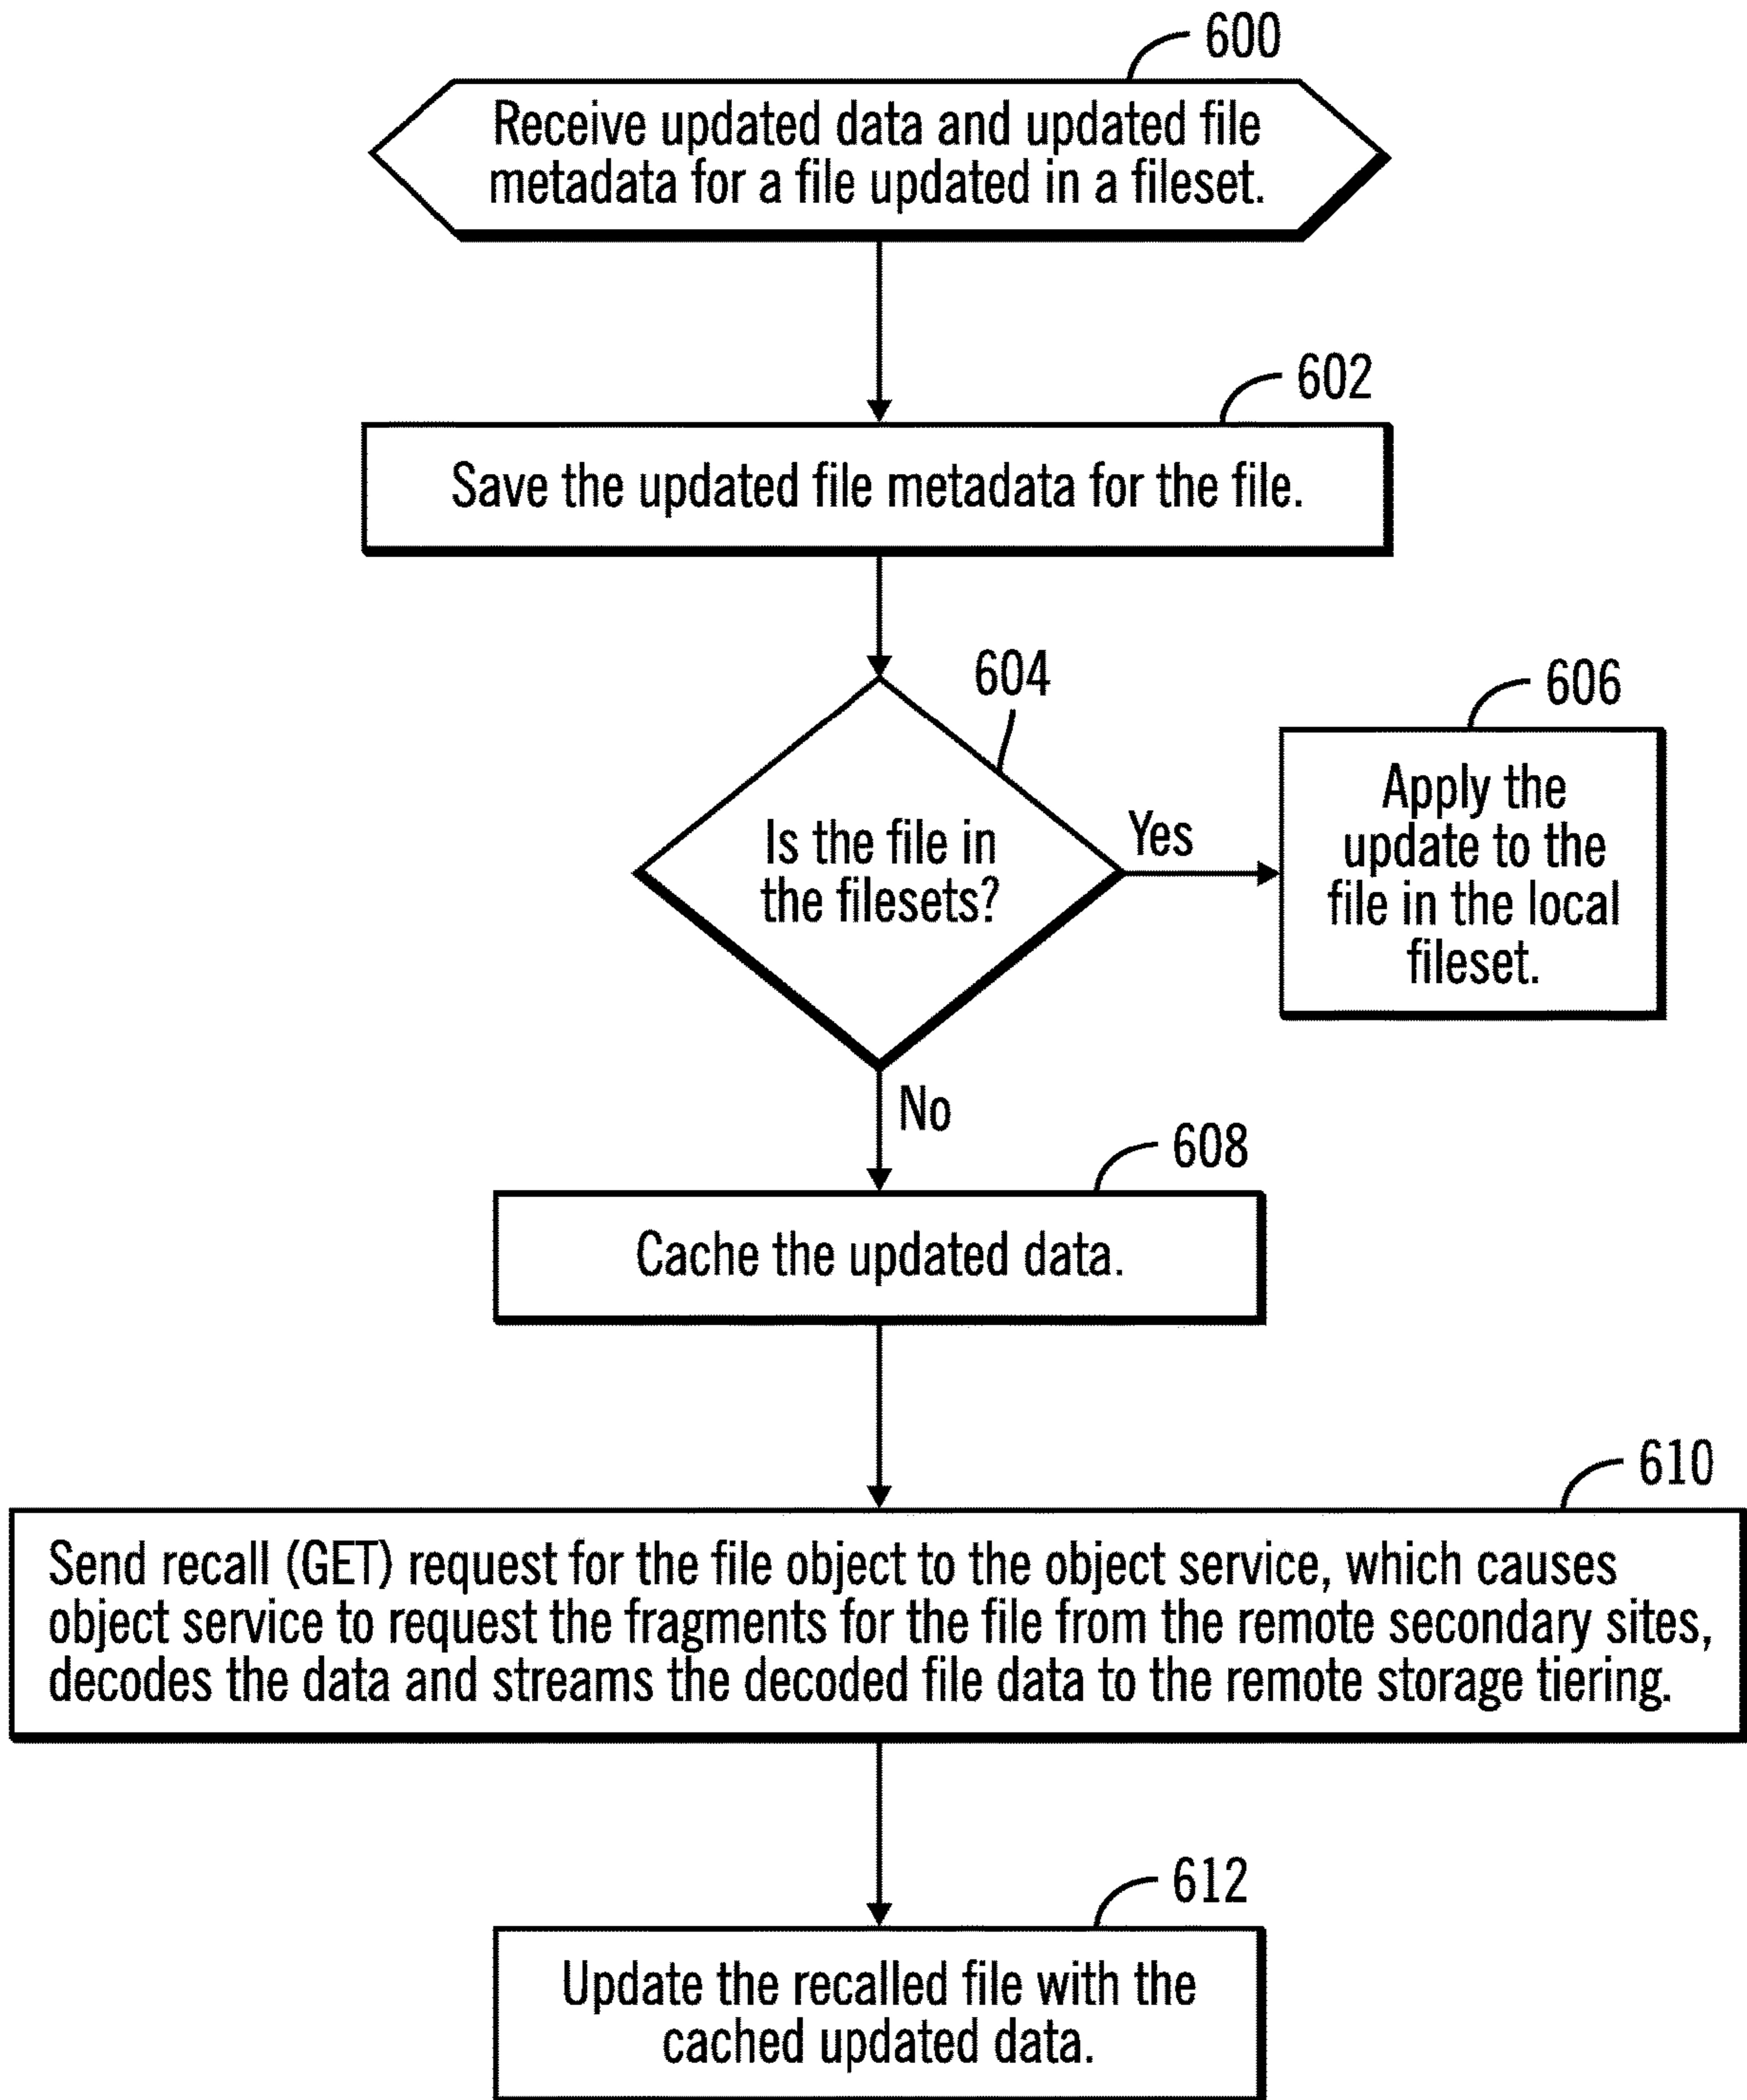 600
Receive updated data and updated file
metadata for a file updated in a fileset.
602
Save the updated file metadata for the file.
604
Is the file in
the filesets?
Yes
606
Apply the
update to the
file in the local
fileset.
No
608
Cache the updated data.
610
Send recall (GET) request for the file object to the object service, which causes
object service to request the fragments for the file from the remote secondary sites,
decodes the data and streams the decoded file data to the remote storage tiering.
612
Update the recalled file with the
cached updated data.